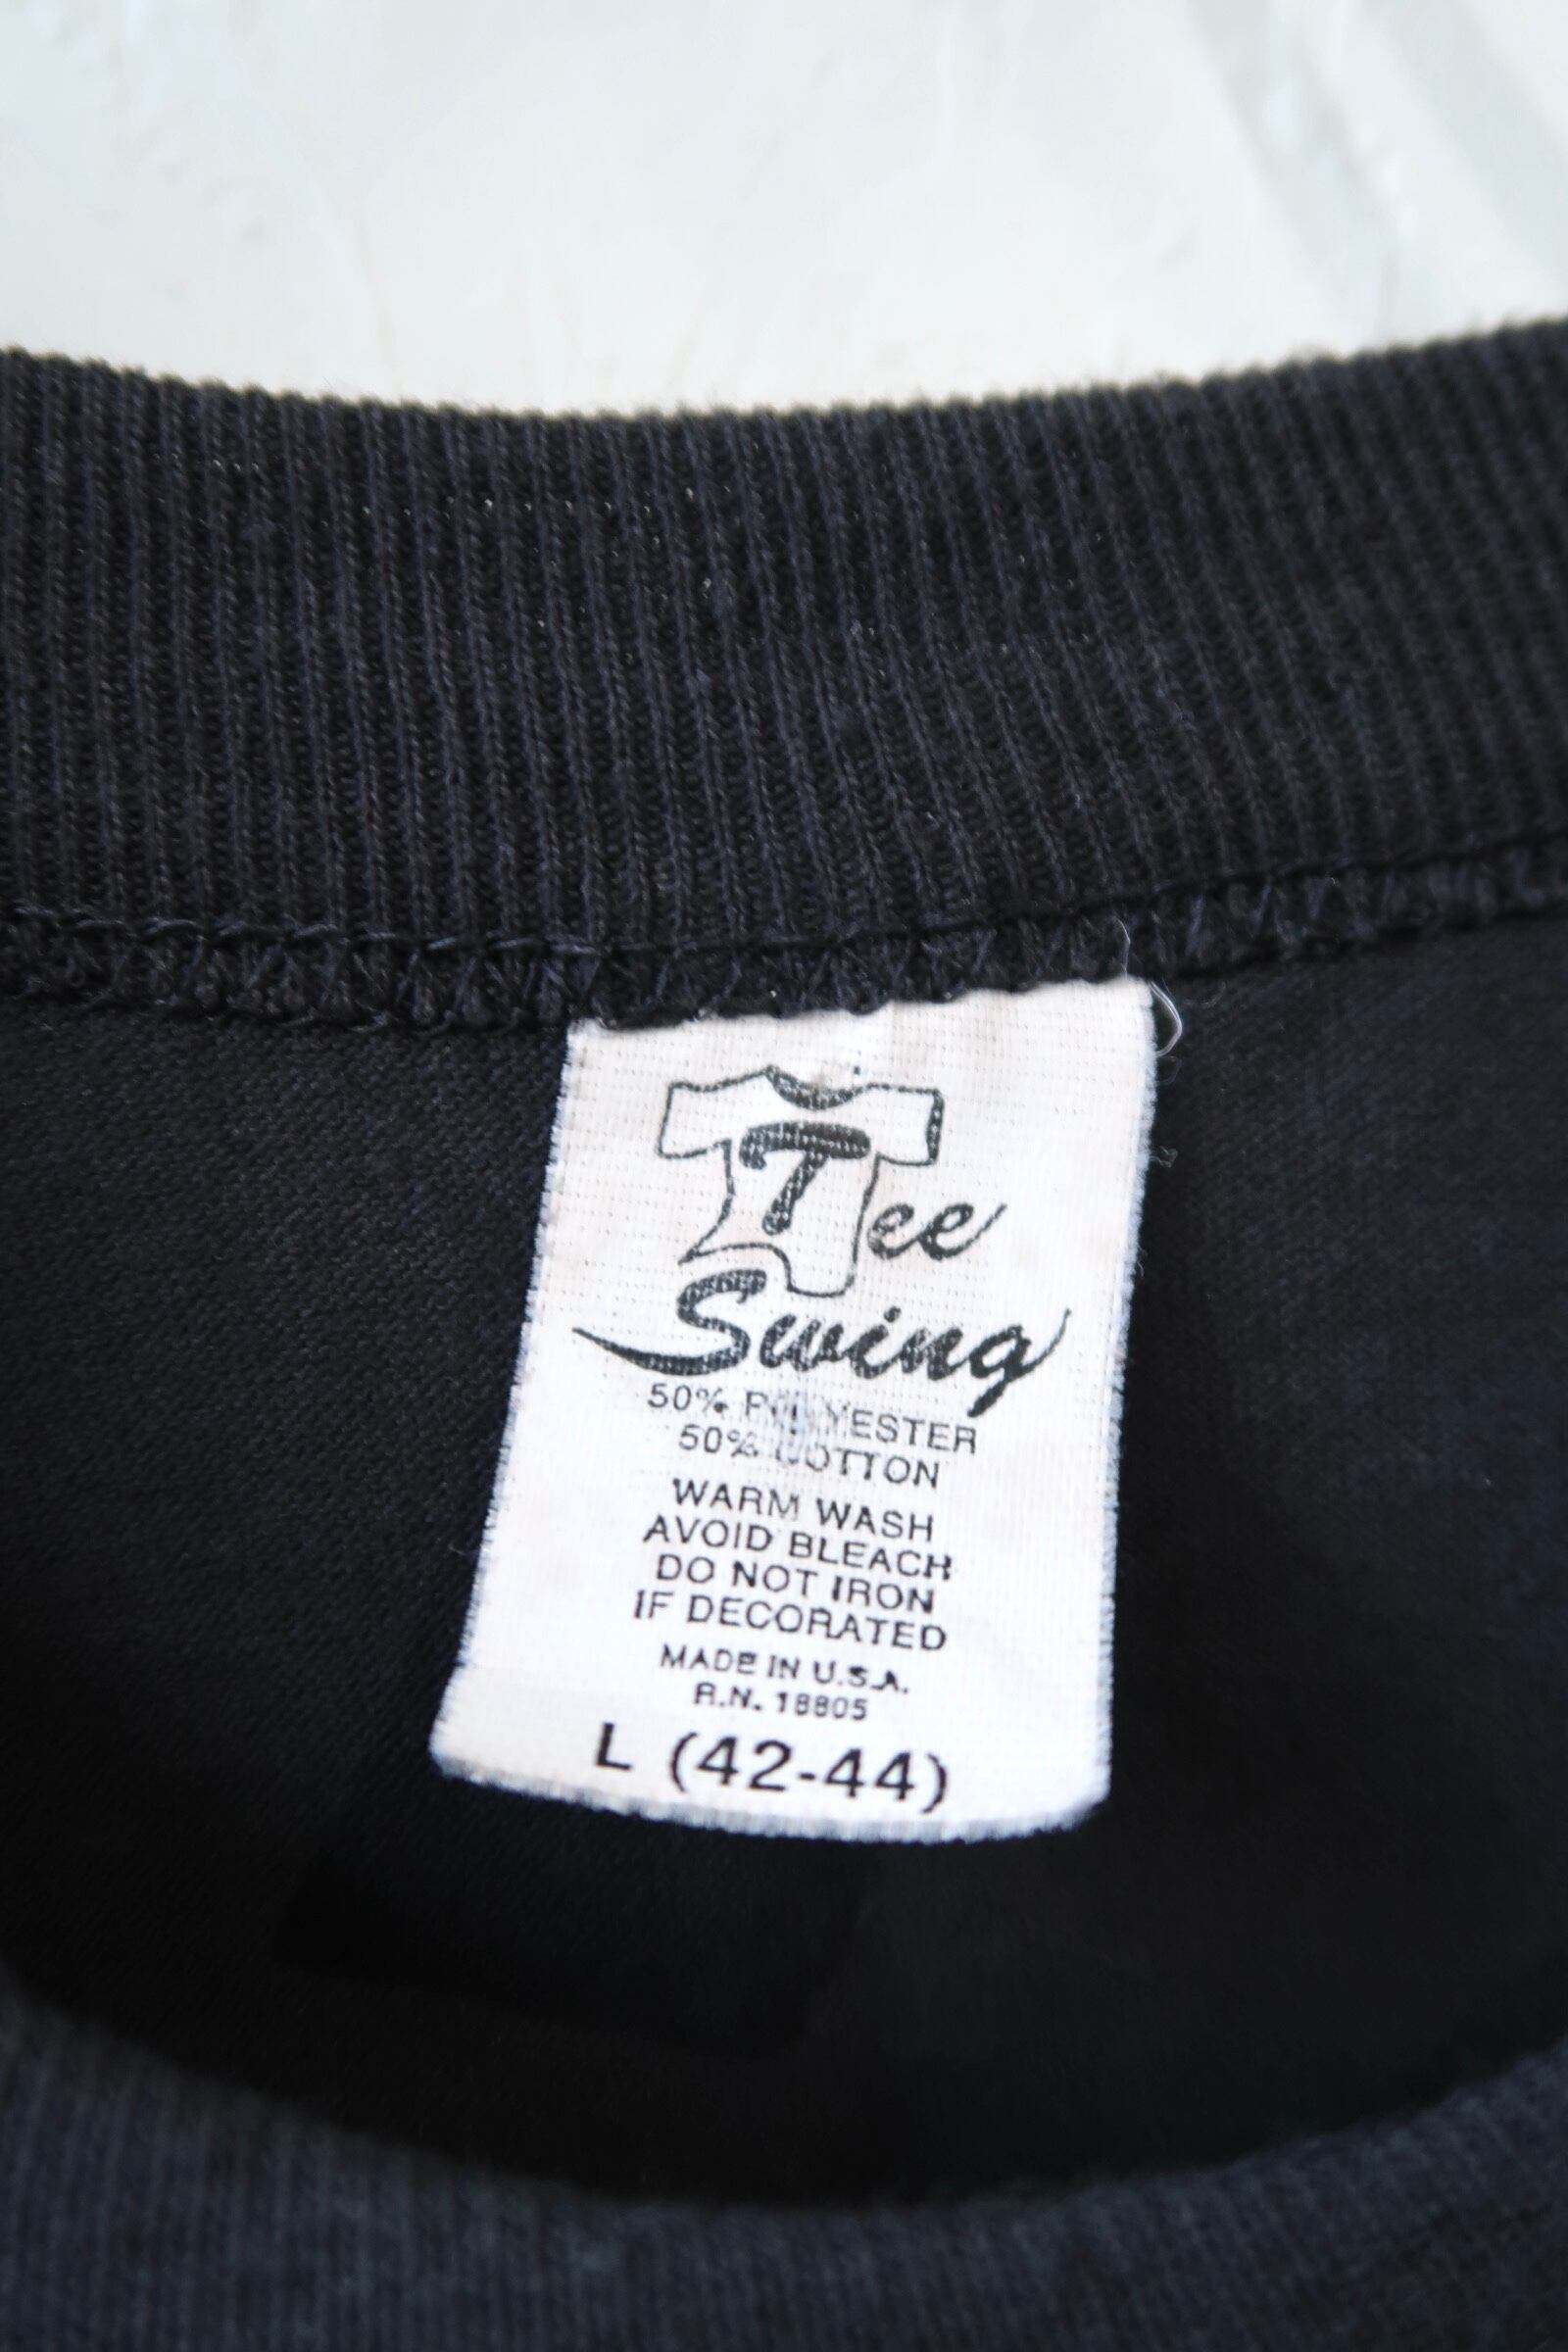 Tee
Swing
50% POLYESTER
50% COTTON
WARM WASH
AVOID BLEACH
DO NOT IRON
IF DECORATED
MADE IN U.S.A.
R.N. 18805
L (42-44)